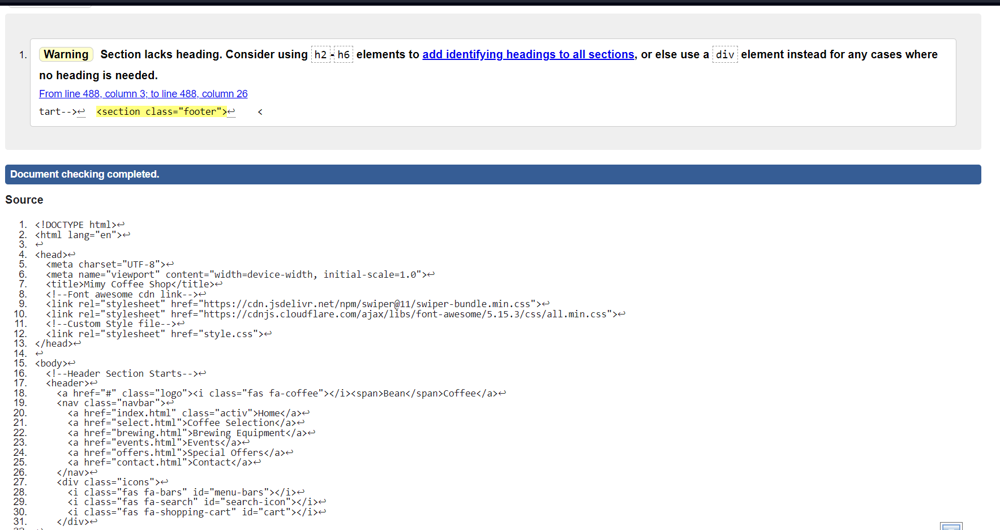 1. Warning Section lacks heading. Consider using h2-h6 elements to add identifying headings to all sections, or else use a div element instead for any cases where
no heading is needed.
From line 488, column 3; to line 488, column 26
tart-->↩ <section class="footer">↩ <
Document checking completed.
Source
1. <!DOCTYPE html>↩
2. <html lang="en">↩
3. ↩
4. <head>↩
5. <meta charset="UTF-8">↩
6. <meta name="viewport" content="width=device-width, initial-scale=1.0">↩
7. <title>Mimy Coffee Shop</title>↩
8. <!--Font awesome cdn link-->↩
9. <link rel="stylesheet" href="https://cdn.jsdelivr.net/npm/swiper@11/swiper-bundle.min.css">↩
10. <link rel="stylesheet" href="https://cdnjs.cloudflare.com/ajax/libs/font-awesome/5.15.3/css/all.min.css">↩
11. <!--Custom Style file-->↩
12. <link rel="stylesheet" href="style.css">↩
13. </head>↩
14. ↩
15. <body>↩
16. <!--Header Section Starts-->↩
17. <header>↩
18. <a href="#" class="logo"><i class="fas fa-coffee"></i><span>Bean</span>Coffee</a>↩
19. <nav class="navbar">↩
20. <a href="index.html" class="activ">Home</a>↩
21. <a href="select.html">Coffee Selection</a>↩
22. <a href="brewing.html">Brewing Equipment</a>↩
23. <a href="events.html">Events</a>↩
24. <a href="offers.html">Special Offers</a>↩
25. <a href="contact.html">Contact</a>↩
26. </nav>↩
27. <div class="icons">↩
28. <i class="fas fa-bars" id="menu-bars"></i>↩
29. <i class="fas fa-search" id="search-icon"></i>↩
30. <i class="fas fa-shopping-cart" id="cart"></i>↩
31. </div>↩